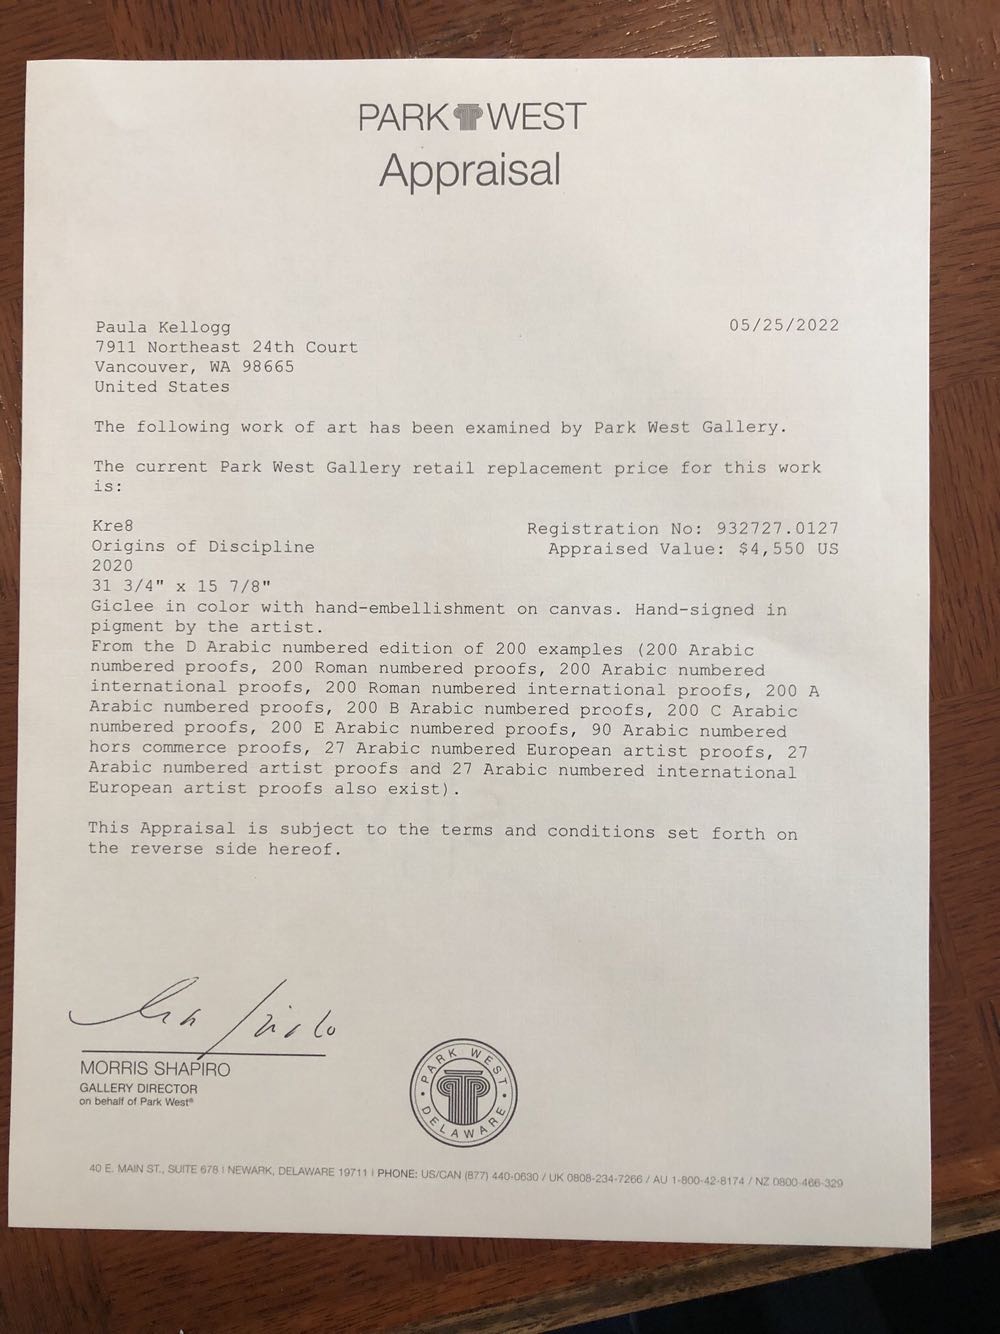 PARK WEST
Appraisal
Paula Kellogg
05/25/2022
7911 Northeast 24th Court
Vancouver, WA 98665
United States
The following work of art has been examined by Park West Gallery.
The current Park West Gallery retail replacement price for this work
is:
Kre8
Registration No: 932727.0127
Origins of Discipline
Appraised Value: $4,550 US
2020
31 3/4" x 15 7/8"
Giclee in color with hand-embellishment on canvas. Hand-signed in
pigment by the artist.
From the D Arabic numbered edition of 200 examples (200 Arabic
numbered proofs, 200 Roman numbered proofs, 200 Arabic numbered
international proofs, 200 Roman numbered international proofs, 200 A
Arabic numbered proofs, 200 B Arabic numbered proofs, 200 C Arabic
numbered proofs, 200 E Arabic numbered proofs, 90 Arabic numbered
hors commerce proofs, 27 Arabic numbered European artist proofs, 27
Arabic numbered artist proofs and 27 Arabic numbered international
European artist proofs also exist).
This Appraisal is subject to the terms and conditions set forth on
the reverse side hereof.
MORRIS SHAPIRO
GALLERY DIRECTOR
on behalf of Park West®
PARK WEST
DELAWARE
40 E. MAIN ST., SUITE 678 | NEWARK, DELAWARE 19711 | PHONE: US/CAN (877) 440-0630 / UK 0808-234-7266 / AU 1-800-42-8174 / NZ 0800-466-329